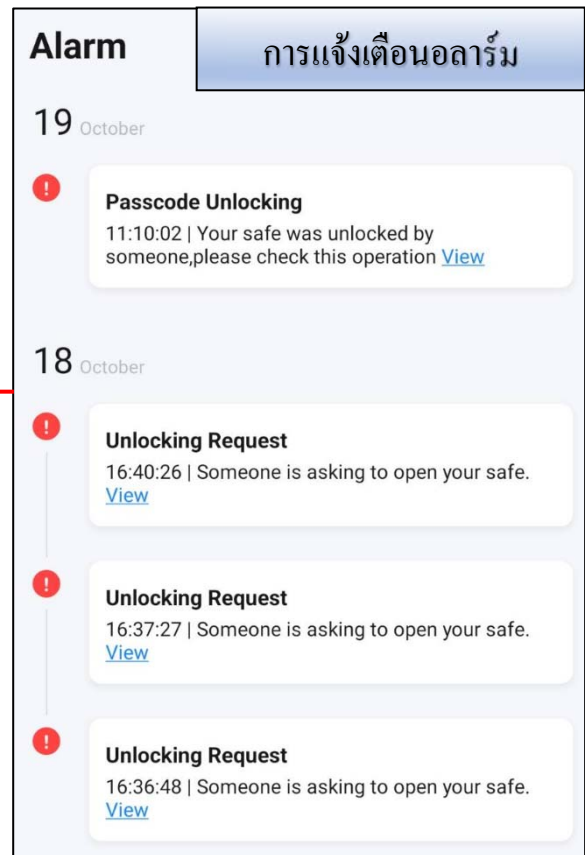 Alarm
การแจ้งเตือนอลาร์ม
19 October
Passcode Unlocking
11:10:02 | Your safe was unlocked by
someone,please check this operation View
18 October
Unlocking Request
16:40:26 | Someone is asking to open your safe.
View
Unlocking Request
16:37:27 | Someone is asking to open your safe.
View
Unlocking Request
16:36:48 | Someone is asking to open your safe.
View